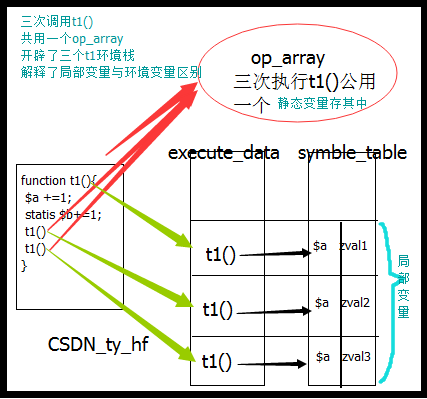 三次调用t1()
共用一个op_array
开辟了三个t1环境栈
解释了局部变量与环境变量区别
op_array
三次执行t1()公用
一个 静态变量存其中
execute_data
symble_table
function t1(){
$a +=1;
statis $b+=1;
t1()
t1()
}
t1()
$a
zval1
t1()
$a
zval2
t1()
$a
zval3
局部变量
CSDN_ty_hf